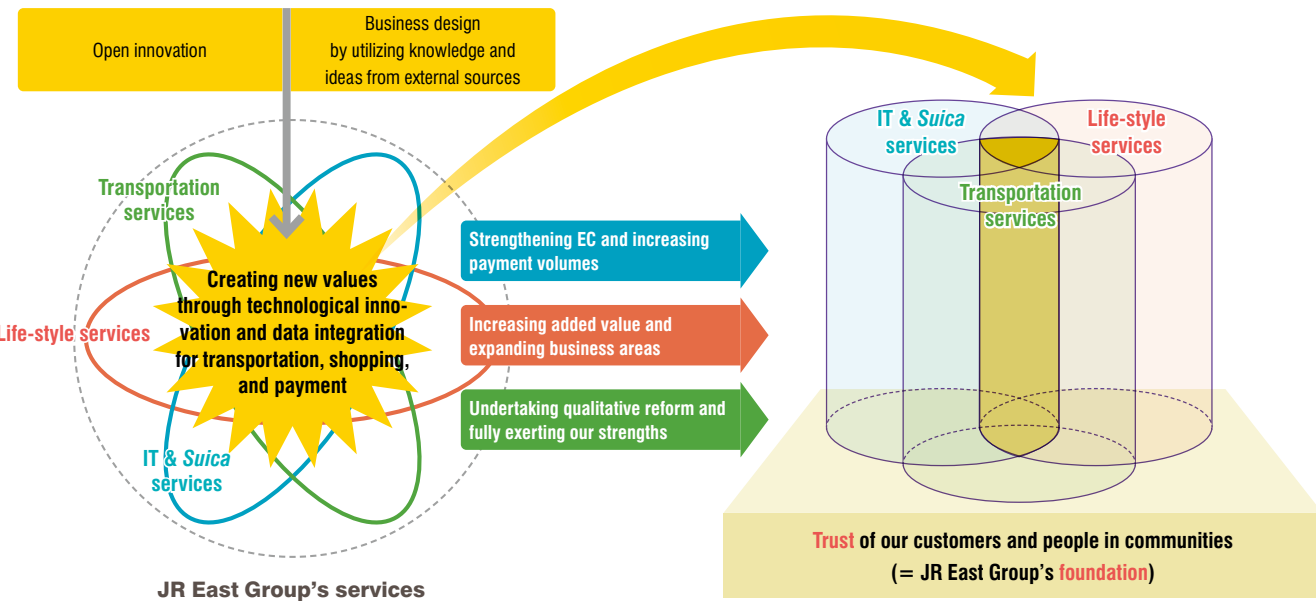 Open innovation
Business design
by utilizing knowledge and
ideas from external sources
Transportation
services
Life-style services
IT & Suica
services
Creating new values
through technological inno-
vation and data integration
for transportation, shopping,
and payment
JR East Group's services
Strengthening EC and increasing
payment volumes
Increasing added value and
expanding business areas
Undertaking qualitative reform and
fully exerting our strengths
IT & Suica
services
Life-style
services
Transportation
services
Trust of our customers and people in communities
(= JR East Group's foundation)